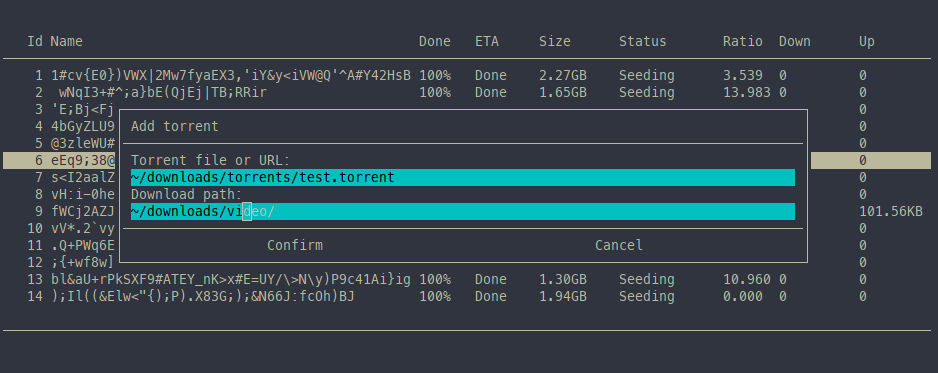 Id Name Done ETA Size Status Ratio Down Up
1 1#cv{E0})VWX|2Mw7fyaEX3,'iY&y<iVW@Q'^A#Y42HsB 100% Done 2.27GB Seeding 3.539 0 0
2 wNqI3+#^;a}bE(QjEj|TB;RRir 100% Done 1.65GB Seeding 13.983 0 0
3 'E;Bj<Fj 0
4 4bGyZLU9 Add torrent 0
5 @3zleWU# 0
6 eEq9;38@ Torrent file or URL: 0
7 s<I2aalZ ~/downloads/torrents/test.torrent 0
8 vH:i-0he Download path: 0
9 fWCj2AZJ ~/downloads/video/ 101.56KB
10 vV*.2`vy 0
11 .Q+PWq6E Confirm Cancel 0
12 ;{+wf8w] 0
13 bl&aU+rPkSXF9#ATEY_nK>x#E=UY/\>N\y)P9c41Ai}ig 100% Done 1.30GB Seeding 10.960 0 0
14 );Il((&Elw<"{);P).X83G;);&N66J:fcOh)BJ 100% Done 1.94GB Seeding 0.000 0 0